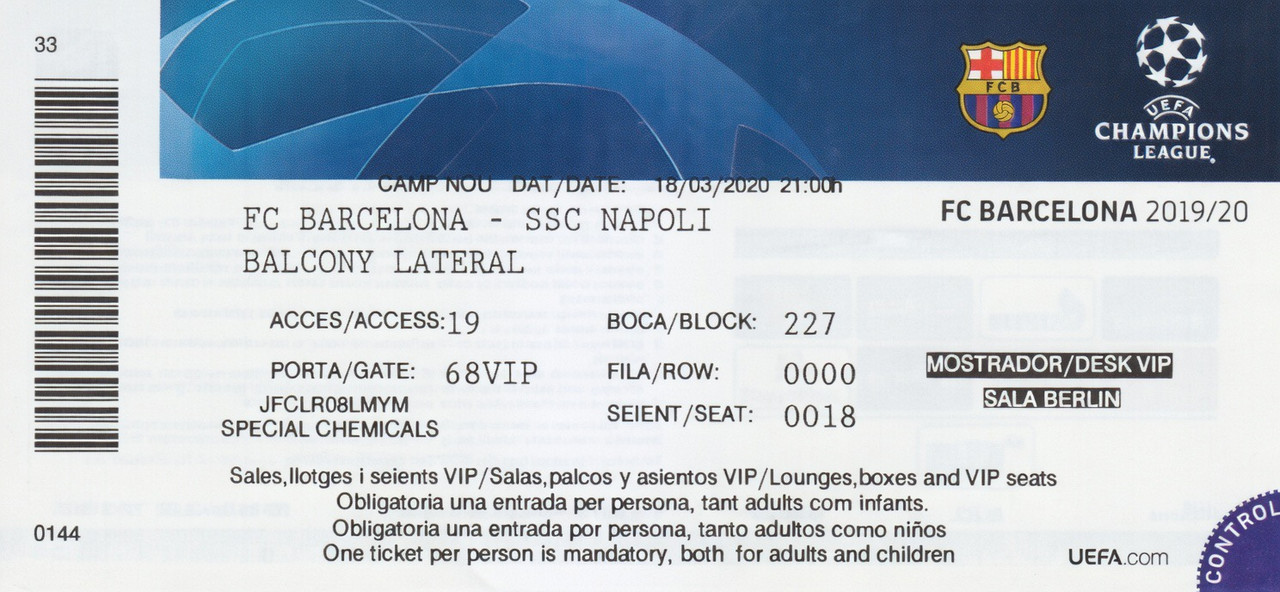 33
FCB
UEFA
CHAMPIONS
LEAGUE
CAMP NOU DAT/DATE: 18/03/2020 21:00h
FC BARCELONA - SSC NAPOLI
FC BARCELONA 2019/20
BALCONY LATERAL
ACCES/ACCESS:19
BOCA/BLOCK: 227
PORTA/GATE: 68VIP
FILA/ROW: 0000
MOSTRADOR/DESK VIP
SALA BERLIN
JFCLR08LMYM
SEIENT/SEAT: 0018
SPECIAL CHEMICALS
Sales,llotges i seients VIP/Salas,palcos y asientos VIP/Lounges,boxes and VIP seats
Obligatoria una entrada per persona, tant adults com infants.
Obligatoria una entrada por persona, tanto adultos como niños
0144
One ticket per person is mandatory, both for adults and children
UEFA.com
CONTROL